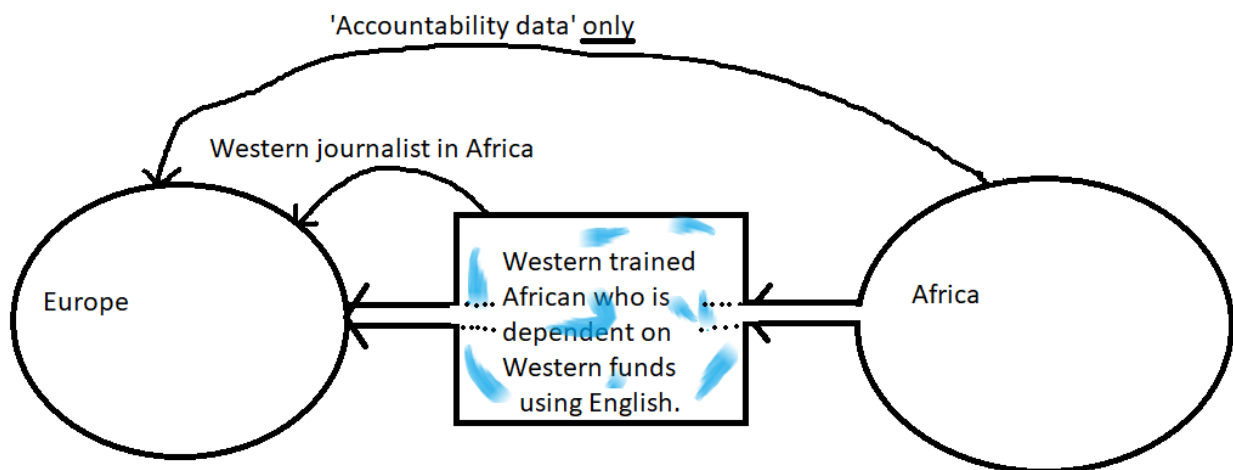 'Accountability data' only
Western journalist in Africa
Europe
Western trained
African who is
dependent on
Western funds
using English.
Africa